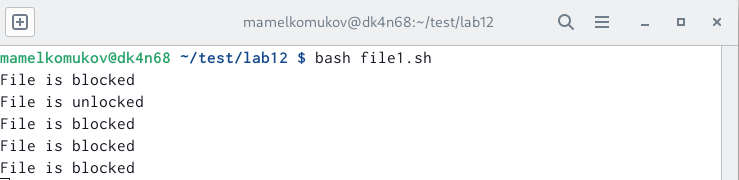 mamelkomukov@dk4n68:~/test/lab12
mamelkomukov@dk4n68 ~/test/lab12 $ bash file1.sh
File is blocked
File is unlocked
File is blocked
File is blocked
File is blocked